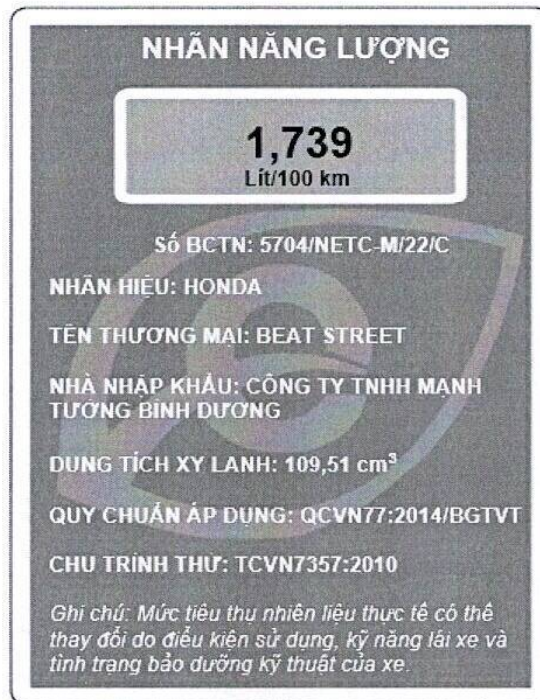 NHÃN NĂNG LƯỢNG
1,739
Lít/100 km
Số BCTN: 5704/NETC-M/22/C
NHÃN HIỆU: HONDA
TÊN THƯƠNG MẠI: BEAT STREET
NHÀ NHẬP KHẨU: CÔNG TY TNHH MẠNH
TƯỜNG BÌNH DƯƠNG
DUNG TÍCH XY LANH: 109,51 cm³
QUY CHUẨN ÁP DỤNG: QCVN77:2014/BGTVT
CHU TRÌNH THỬ: TCVN7357:2010
Ghi chú: Mức tiêu thụ nhiên liệu thực tế có thể
thay đổi do điều kiện sử dụng, kỹ năng lái xe và
tình trạng bảo dưỡng kỹ thuật của xe.